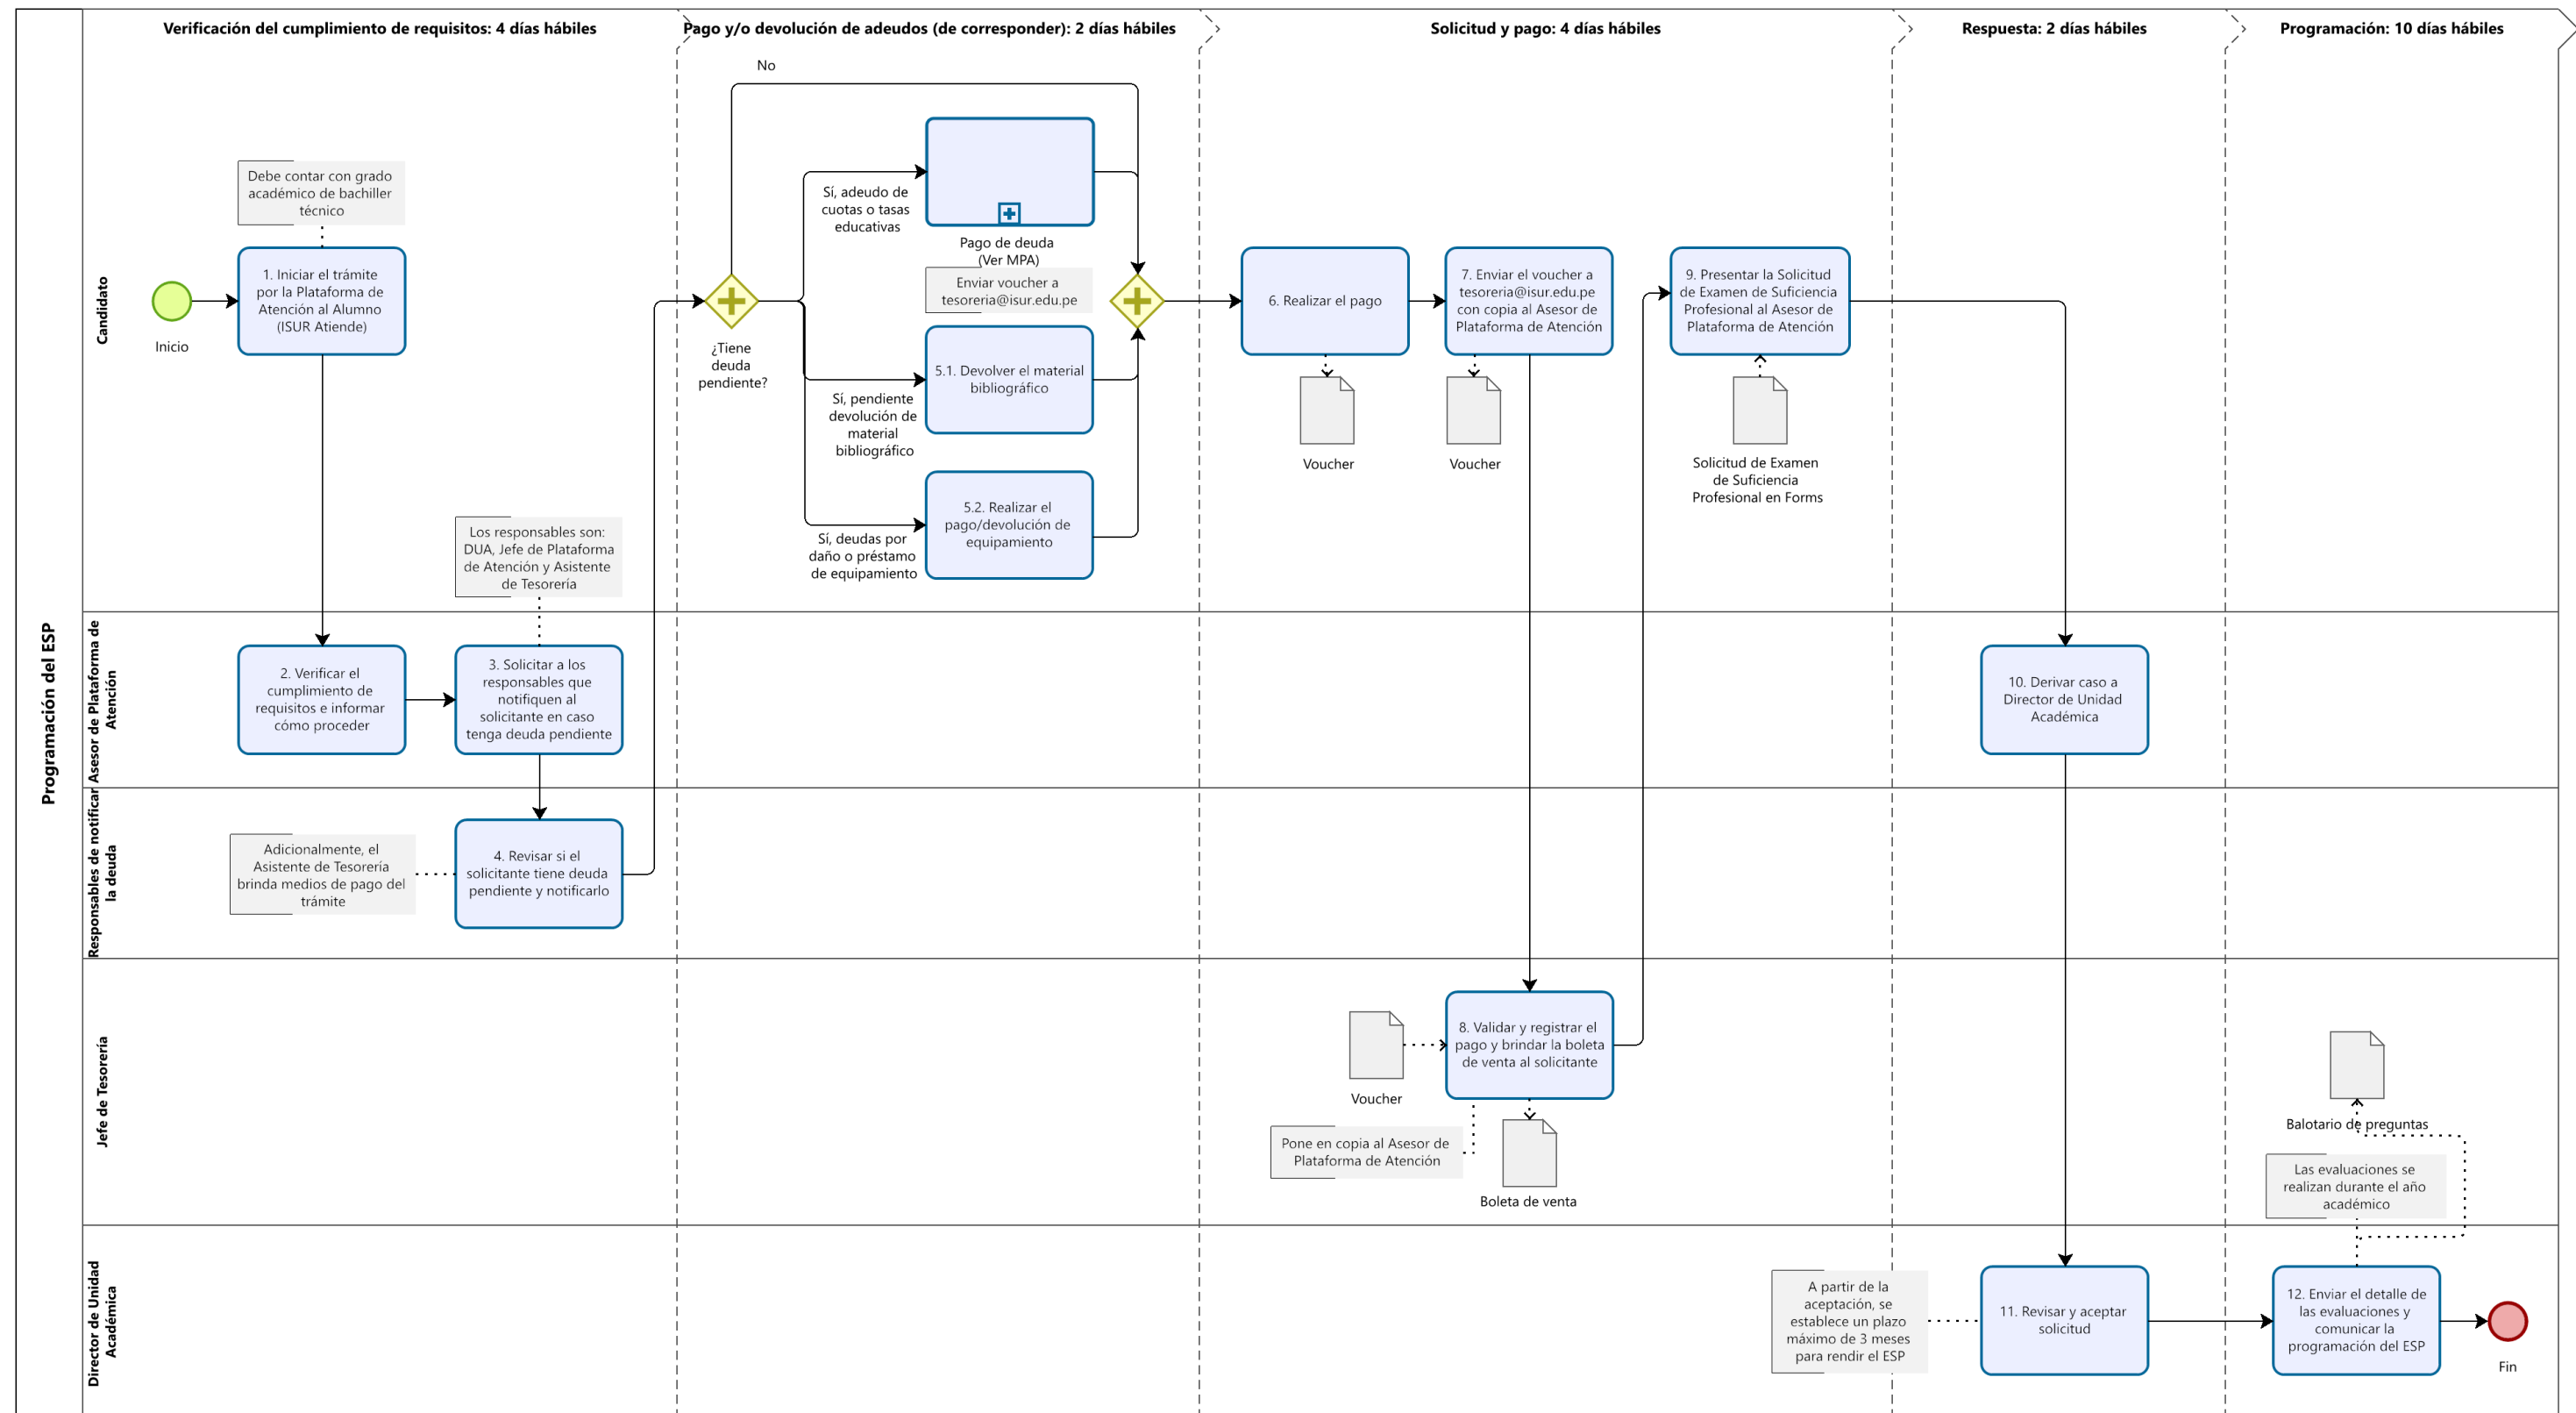 Verificación del cumplimiento de requisitos: 4 días hábiles
Pago y/o devolución de adeudos (de corresponder): 2 días hábiles
Solicitud y pago: 4 días hábiles
Respuesta: 2 días hábiles
Programación: 10 días hábiles
Programación del ESP
Candidato
Inicio
Debe contar con grado
académico de bachiller
técnico
1. Iniciar el trámite
por la Plataforma de
Atención al Alumno
(ISUR Atiende)
No
¿Tiene
deuda
pendiente?
Sí, adeudo de
cuotas o tasas
educativas
Pago de deuda
(Ver MPA)
Enviar voucher a
tesoreria@isur.edu.pe
Sí, pendiente
devolución de
material
bibliográfico
5.1. Devolver el material
bibliográfico
Sí, deudas por
daño o préstamo
de equipamiento
5.2. Realizar el
pago/devolución de
equipamiento
6. Realizar el pago
Voucher
7. Enviar el voucher a
tesoreria@isur.edu.pe
con copia al Asesor de
Plataforma de Atención
Voucher
9. Presentar la Solicitud
de Examen de Suficiencia
Profesional al Asesor de
Plataforma de Atención
Solicitud de Examen
de Suficiencia
Profesional en Forms
Los responsables son:
DUA, Jefe de Plataforma
de Atención y Asistente
de Tesorería
Asesor de Plataforma de
Atención
2. Verificar el
cumplimiento de
requisitos e informar
cómo proceder
3. Solicitar a los
responsables que
notifiquen al
solicitante en caso
tenga deuda pendiente
10. Derivar caso a
Director de Unidad
Académica
Responsables de notificar
la deuda
Adicionalmente, el
Asistente de Tesorería
brinda medios de pago del
trámite
4. Revisar si el
solicitante tiene deuda
pendiente y notificarlo
Jefe de Tesorería
Voucher
8. Validar y registrar el
pago y brindar la boleta
de venta al solicitante
Pone en copia al Asesor de
Plataforma de Atención
Boleta de venta
Balotario de preguntas
Las evaluaciones se
realizan durante el año
académico
Director de Unidad
Académica
A partir de la
aceptación, se
establece un plazo
máximo de 3 meses
para rendir el ESP
11. Revisar y aceptar
solicitud
12. Enviar el detalle de
las evaluaciones y
comunicar la
programación del ESP
Fin